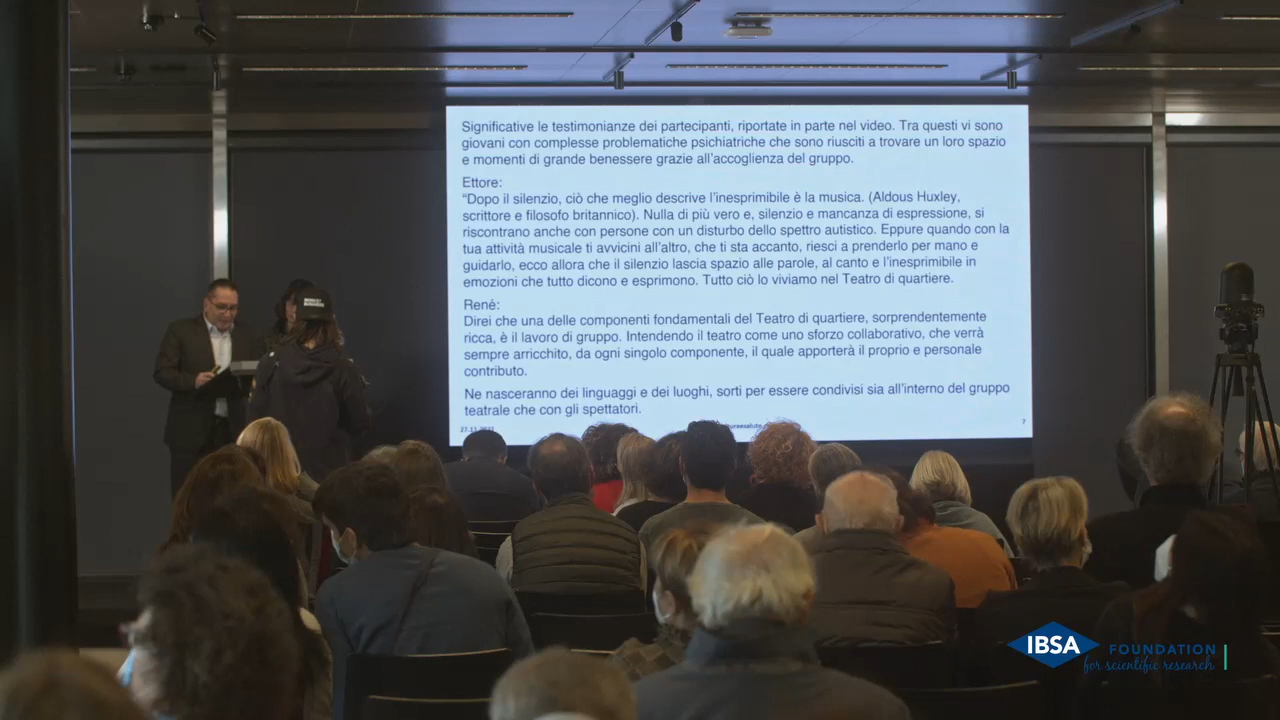 Significative le testimonianze dei partecipanti, riportate in parte nel video. Tra questi vi sono
giovani con complesse problematiche psichiatriche che sono riusciti a trovare un loro spazio
e momenti di grande benessere grazie all'accoglienza del gruppo.
Ettore:
“Dopo il silenzio, ciò che meglio descrive l'inesprimibile è la musica. (Aldous Huxley,
scrittore e filosofo britannico). Nulla di più vero e, silenzio e mancanza di espressione, si
riscontrano anche con persone con un disturbo dello spettro autistico. Eppure quando con la
tua attività musicale ti avvicini all'altro, che ti sta accanto, riesci a prenderlo per mano e
guidarlo, ecco allora che il silenzio lascia spazio alle parole, al canto e l'inesprimibile in
emozioni che tutto dicono e esprimono. Tutto ciò lo viviamo nel Teatro di quartiere.
Renè:
Direi che una delle componenti fondamentali del Teatro di quartiere, sorprendentemente
ricca, è il lavoro di gruppo. Intendendo il teatro come uno sforzo collaborativo, che verrà
sempre arricchito, da ogni singolo componente, il quale apporterà il proprio e personale
contributo.
Ne nasceranno dei linguaggi e dei luoghi, sorti per essere condivisi sia all'interno del gruppo
teatrale che con gli spettatori.
7
IBSA FOUNDATION
for scientific research